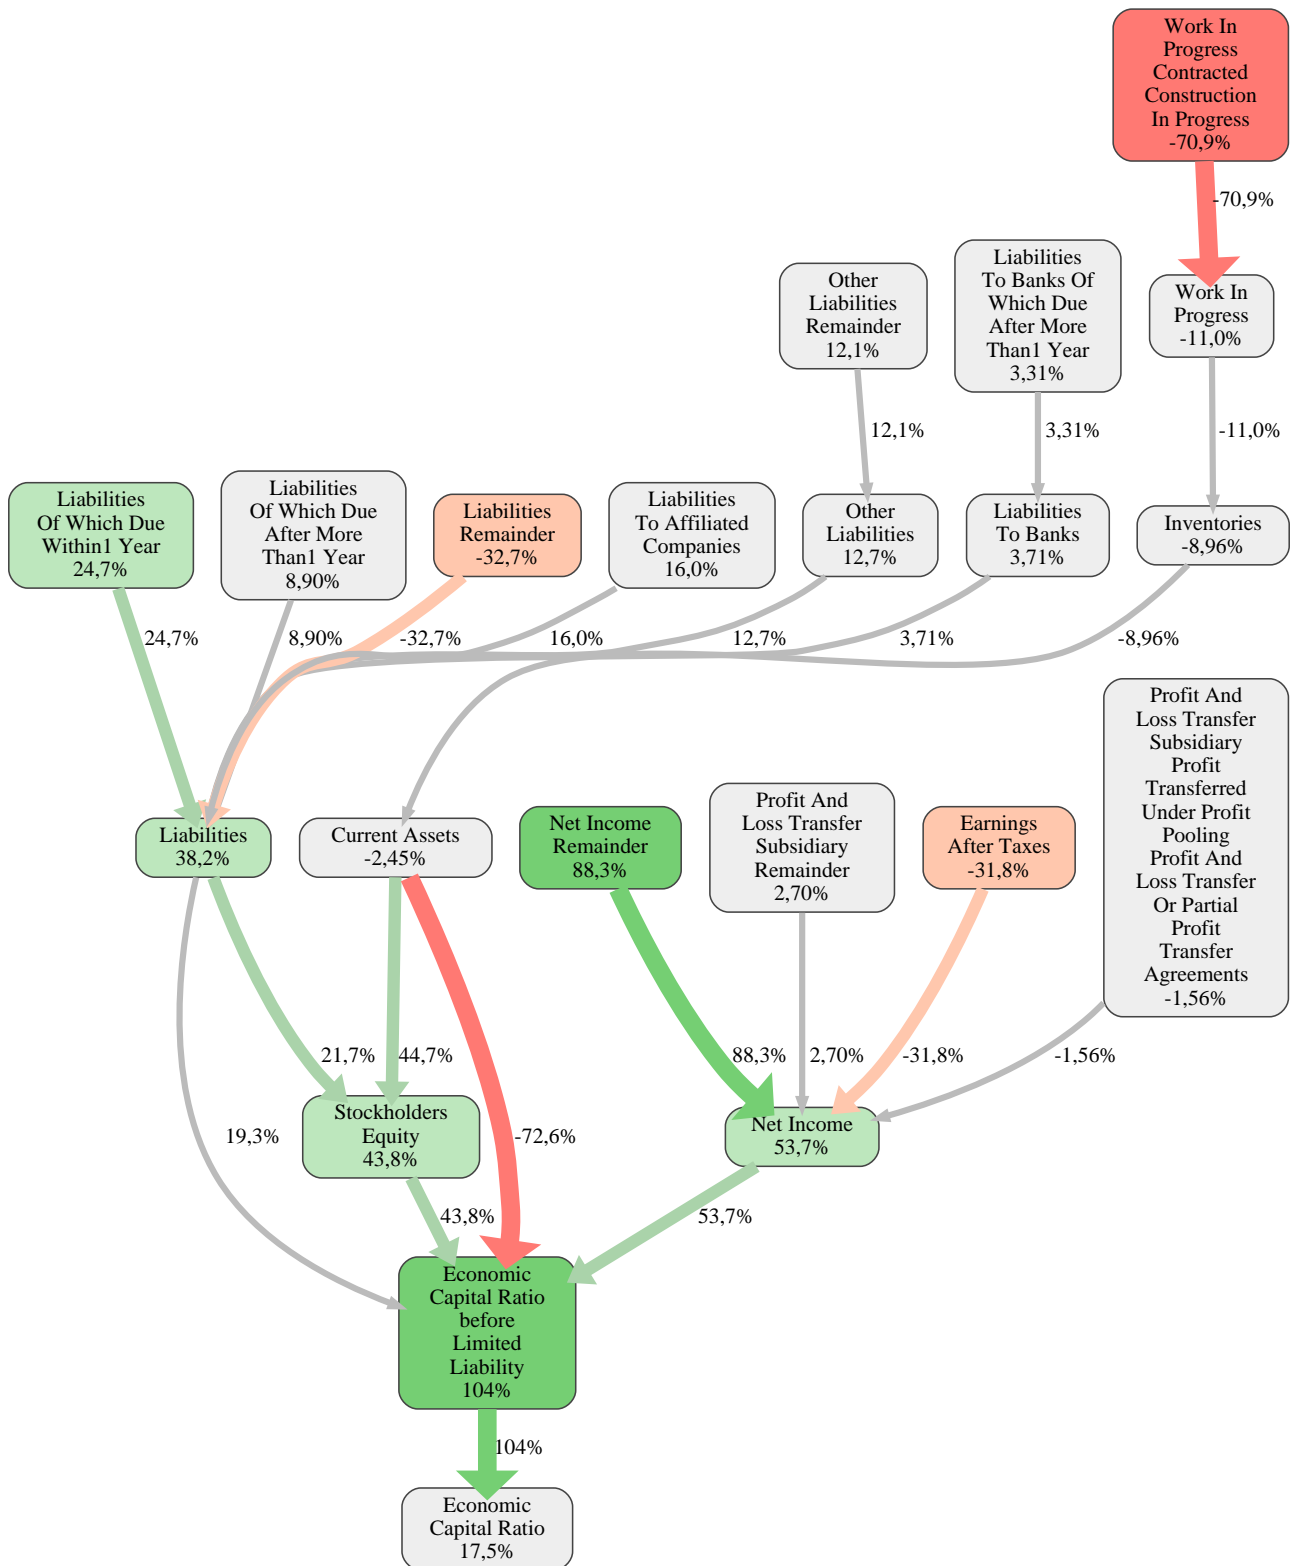 Work In
Progress
Contracted
Construction
In Progress
-70,9%
-70,9%
Other
Liabilities
Remainder
12,1%
Liabilities
To Banks Of
Which Due
After More
Than1 Year
3,31%
Work In
Progress
-11,0%
12,1%
3,31%
-11,0%
Liabilities
Of Which Due
Within1 Year
24,7%
Liabilities
Of Which Due
After More
Than1 Year
8,90%
Liabilities
Remainder
-32,7%
Liabilities
To Affiliated
Companies
16,0%
Other
Liabilities
12,7%
Liabilities
To Banks
3,71%
Inventories
-8,96%
24,7%
8,90%
-32,7%
16,0%
12,7%
3,71%
-8,96%
Profit And
Loss Transfer
Subsidiary
Profit
Transferred
Under Profit
Pooling
Profit And
Loss Transfer
Or Partial
Profit
Transfer
Agreements
-1,56%
Liabilities
38,2%
Current Assets
-2,45%
Net Income
Remainder
88,3%
Profit And
Loss Transfer
Subsidiary
Remainder
2,70%
Earnings
After Taxes
-31,8%
21,7%
44,7%
88,3%
2,70%
-31,8%
-1,56%
Stockholders
Equity
43,8%
Net Income
53,7%
19,3%
-72,6%
43,8%
53,7%
Economic
Capital Ratio
before
Limited
Liability
104%
104%
Economic
Capital Ratio
17,5%